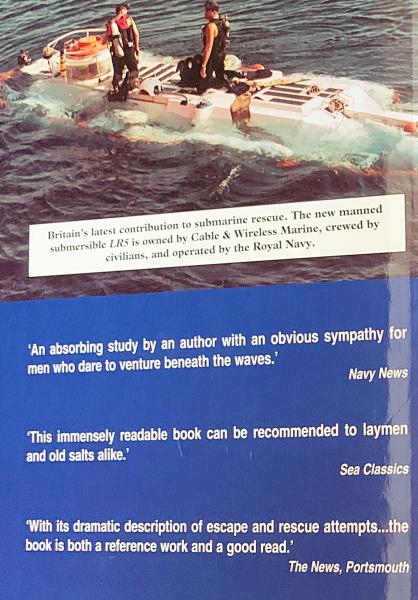 Britain's latest contribution to submarine rescue. The new manned
submersible LR5 is owned by Cable & Wireless Marine, crewed by
civilians, and operated by the Royal Navy.
'An absorbing study by an author with an obvious sympathy for
men who dare to venture beneath the waves.'
Navy News
'This immensely readable book can be recommended to laymen
and old salts alike.'
Sea Classics
'With its dramatic description of escape and rescue attempts...the
book is both a reference work and a good read.'
The News, Portsmouth